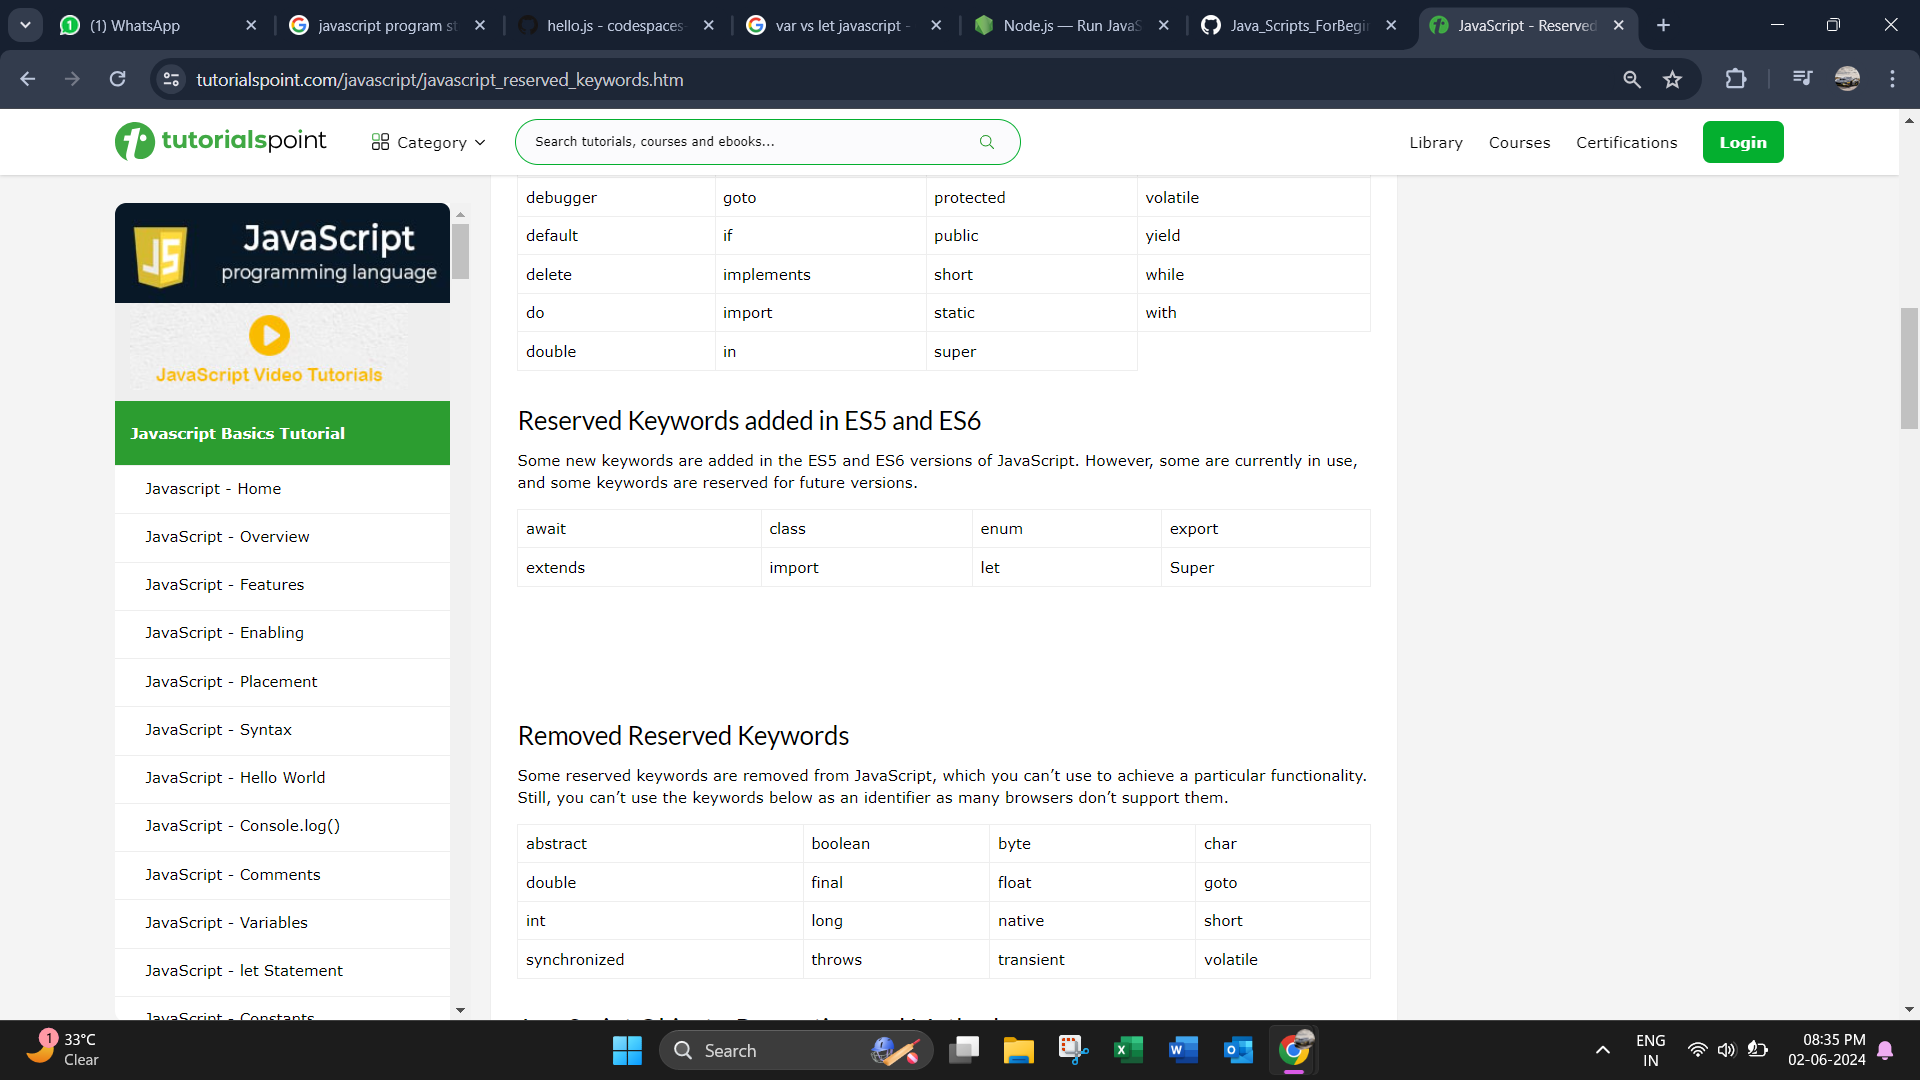 (1) WhatsApp
javascript program st
hello.js - codespaces-
var vs let javascript -
Node.js — Run JavaS
Java_Scripts_ForBegin
JavaScript - Reserved
tutorialspoint.com/javascript/javascript_reserved_keywords.htm
tutorialspoint
Category
Search tutorials, courses and ebooks...
Library
Courses
Certifications
Login
JS
JavaScript
programming language
JavaScript Video Tutorials
Javascript Basics Tutorial
Javascript - Home
JavaScript - Overview
JavaScript - Features
JavaScript - Enabling
JavaScript - Placement
JavaScript - Syntax
JavaScript - Hello World
JavaScript - Console.log()
JavaScript - Comments
JavaScript - Variables
JavaScript - let Statement
JavaScript - Constants
debugger goto protected volatile
default if public yield
delete implements short while
do import static with
double in super
Reserved Keywords added in ES5 and ES6
Some new keywords are added in the ES5 and ES6 versions of JavaScript. However, some are currently in use,
and some keywords are reserved for future versions.
await class enum export
extends import let Super
Removed Reserved Keywords
Some reserved keywords are removed from JavaScript, which you can’t use to achieve a particular functionality.
Still, you can’t use the keywords below as an identifier as many browsers don’t support them.
abstract boolean byte char
double final float goto
int long native short
synchronized throws transient volatile
1
33°C
Clear
Search
ENG
IN
08:35 PM
02-06-2024